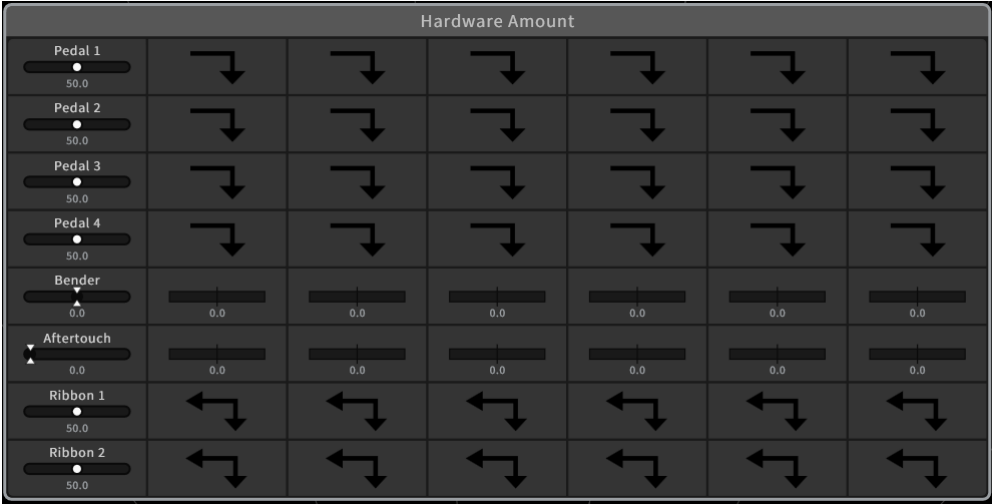 Hardware Amount
Pedal 1
50.0
Pedal 2
50.0
Pedal 3
50.0
Pedal 4
50.0
Bender
0.0 0.0 0.0 0.0 0.0 0.0 0.0
Aftertouch
0.0 0.0 0.0 0.0 0.0 0.0 0.0
Ribbon 1
50.0
Ribbon 2
50.0